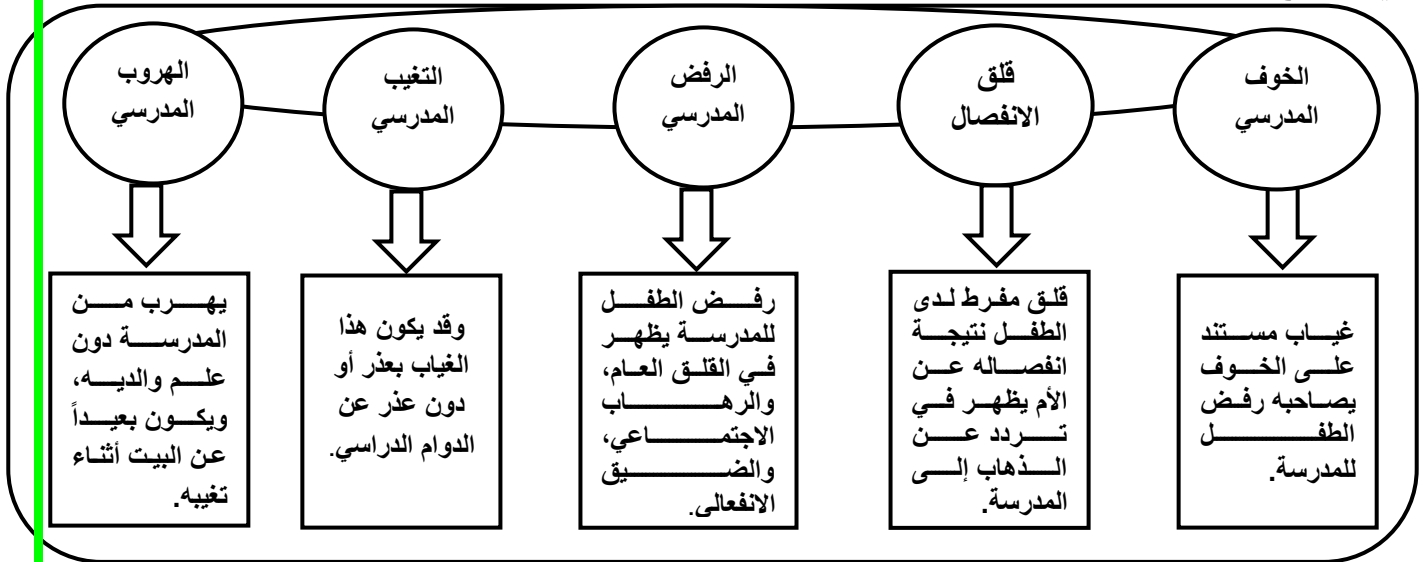 الخوف
المدرسي
قلق
الانفصال
الرفض
المدرسي
التغيب
المدرسي
الهروب
المدرسي
غياب مستند
على الخوف
يصاحبه رفض
الطفل
للمدرسة.
قلق مفرط لدى
الطفل نتيجة
انفصاله عن
الأم يظهر في
تردد عن
الذهاب إلى
المدرسة.
رفض الطفل
للمدرسة يظهر
في القلق العام،
والرهاب
الاجتماعي،
والضيق
الانفعالي.
وقد يكون هذا
الغياب بعذر أو
دون عذر عن
الدوام الدراسي.
يهرب من
المدرسة دون
علم والديه،
ويكون بعيداً
عن البيت أثناء
تغيبه.